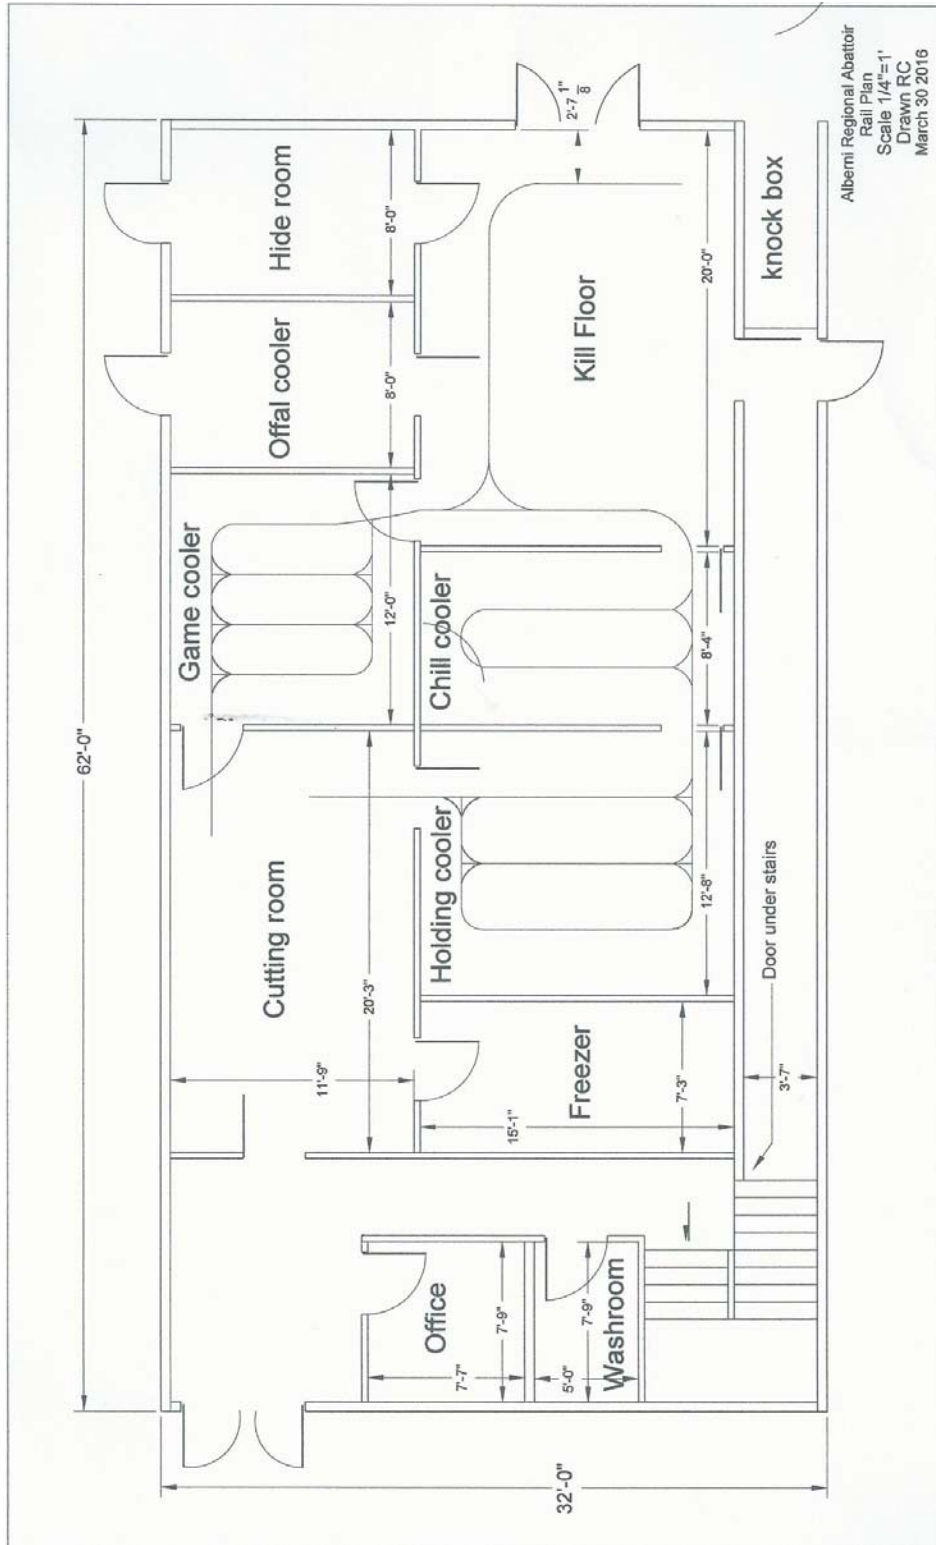 62'-0"
32'-0"
Office
7'-7"
7'-9"
Washroom
5'-0"
7'-9"
Cutting room
11'-9"
20'-3"
Freezer
15'-1"
7'-3"
Door under stairs
3'-7"
Holding cooler
12'-8"
Game cooler
12'-0"
Chill cooler
8'-4"
Offal cooler
8'-0"
Hide room
8'-0"
Kill Floor
20'-0"
2'-7 1/8"
knock box
Alberni Regional Abattoir
Rail Plan
Scale 1/4"=1'
Drawn RC
March 30 2016